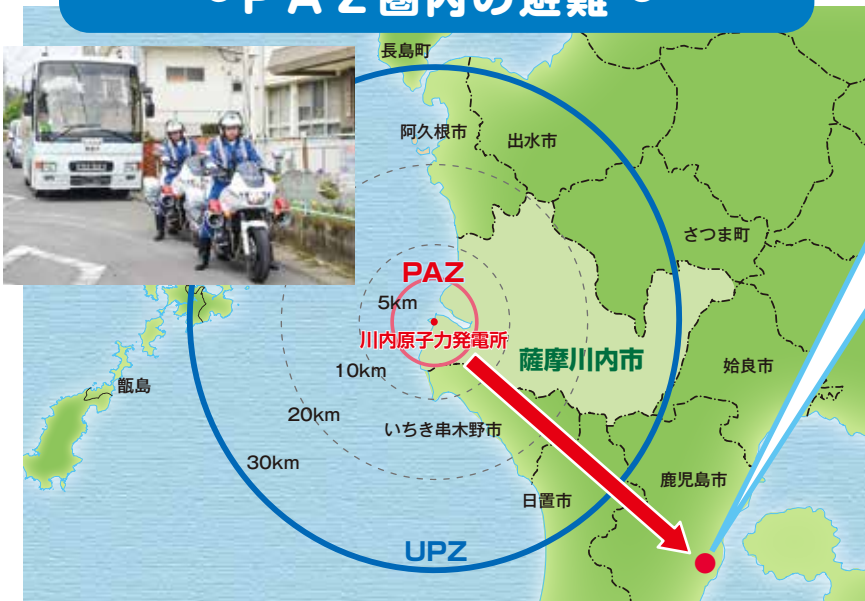 PAZ圏内の避難
長島町
阿久根市
出水市
さつま町
PAZ
5km
川内原子力発電所
薩摩川内市
10km
姶良市
甑島
20km
いちき串木野市
30km
鹿児島市
日置市
UPZ